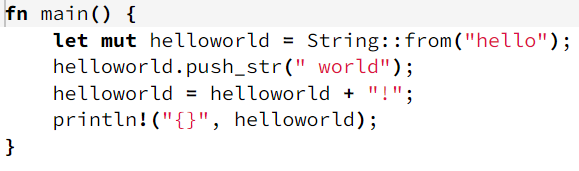 fn main() {
    let mut helloworld = String::from("hello");
    helloworld.push_str(" world");
    helloworld = helloworld + "!";
    println!("{}", helloworld);
}